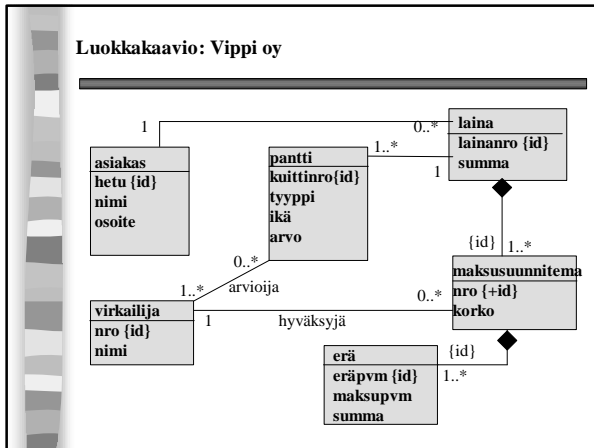 Luokkakaavio: Vippi oy
1
0..*
laina
lainanro {id}
summa
asiakas
hetu {id}
nimi
osoite
pantti
kuittinro{id}
tyyppi
ikä
arvo
1..*
1
{id}
1..*
maksusuunnitema
nro {+id}
korko
0..*
1..*
arvioija
0..*
virkailija
nro {id}
nimi
1
hyväksyjä
erä
eräpvm {id}
maksupvm
summa
{id}
1..*